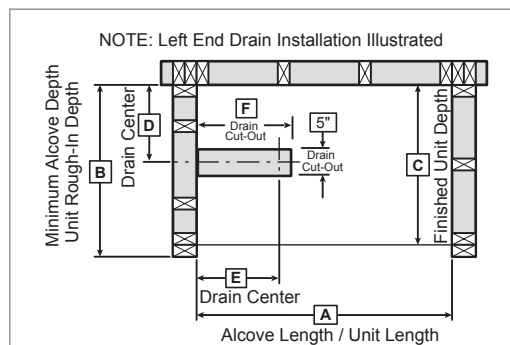 NOTE: Left End Drain Installation Illustrated
Minimum Alcove Depth
Unit Rough-In Depth
B
Drain Center
D
F
Drain
Cut-Out
5"
Drain
Cut-Out
C
Finished Unit Depth
E
Drain Center
A
Alcove Length / Unit Length